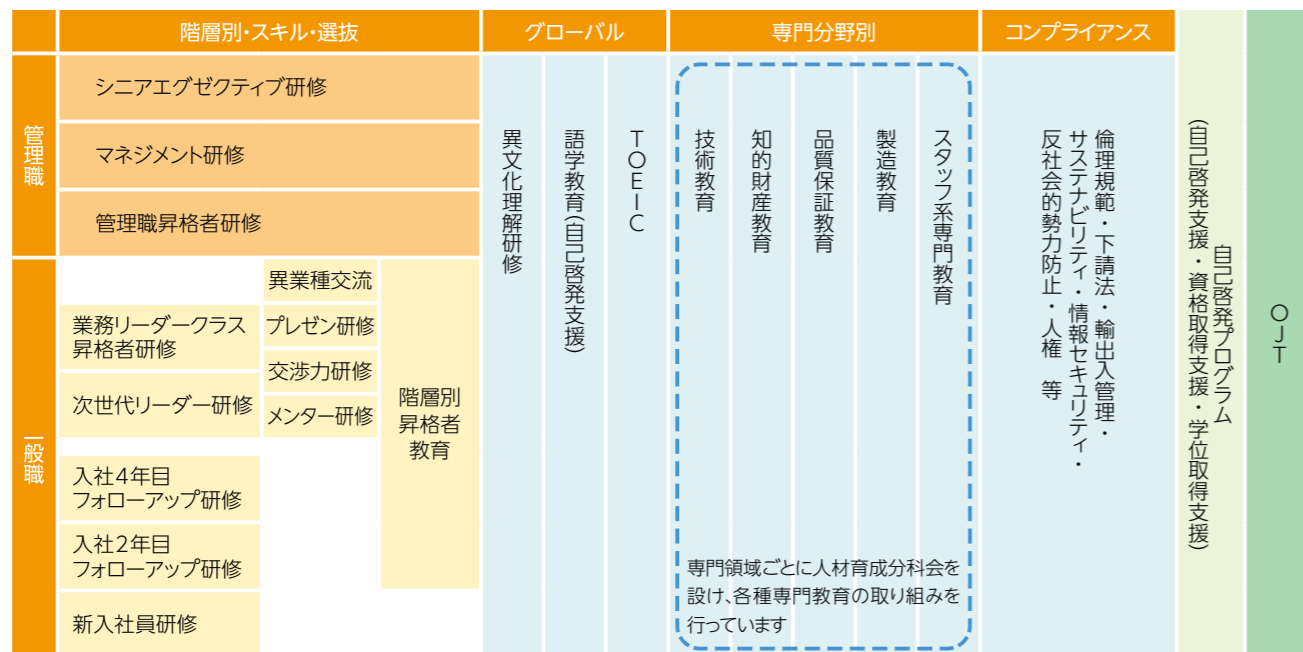 階層別・スキル・選抜
グローバル
専門分野別
コンプライアンス
管理職
シニアエグゼクティブ研修
マネジメント研修
管理職昇格者研修
一般職
異業種交流
業務リーダークラス
昇格者研修
プレゼン研修
交渉力研修
次世代リーダー研修
メンター研修
階層別
昇格者
教育
入社4年目
フォローアップ研修
入社2年目
フォローアップ研修
新入社員研修
異文化理解研修
語学教育(自己啓発支援)
TOEIC
技術教育
知的財産教育
品質保証教育
製造教育
スタッフ系専門教育
専門領域ごとに人材育成分科会を
設け、各種専門教育の取り組みを
行っています
倫理規範・下請法・輸出入管理・
サステナビリティ・情報セキュリティ・
反社会的勢力防止・人権 等
自己啓発プログラム
(自己啓発支援・資格取得支援・学位取得支援)
OJT